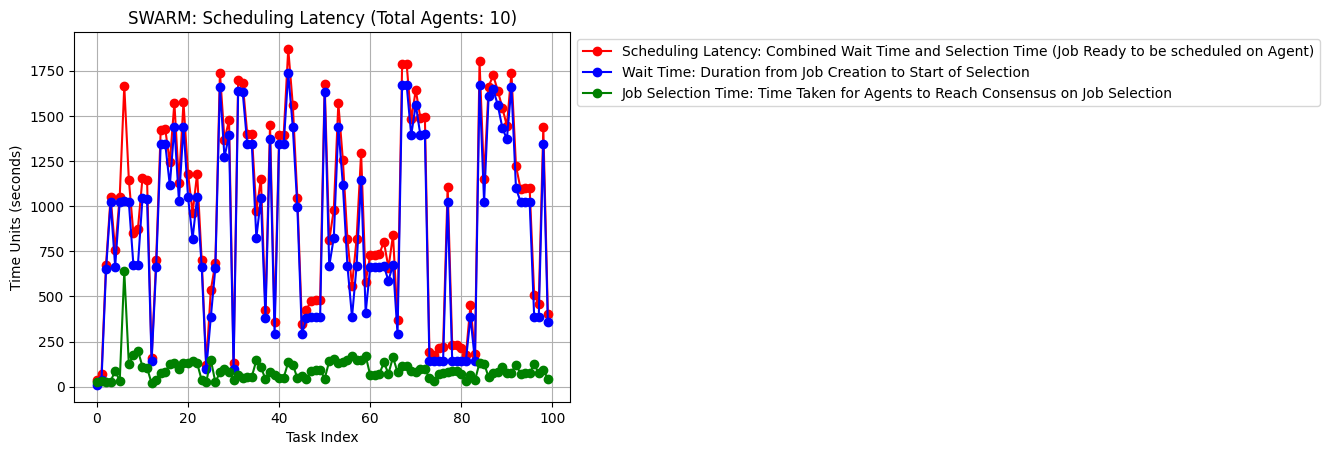 SWARM: Scheduling Latency (Total Agents: 10)
Scheduling Latency: Combined Wait Time and Selection Time (Job Ready to be scheduled on Agent)
Wait Time: Duration from Job Creation to Start of Selection
Job Selection Time: Time Taken for Agents to Reach Consensus on Job Selection
Time Units (seconds)
1750
1500
1250
1000
750
500
250
0
0 20 40 60 80 100
Task Index